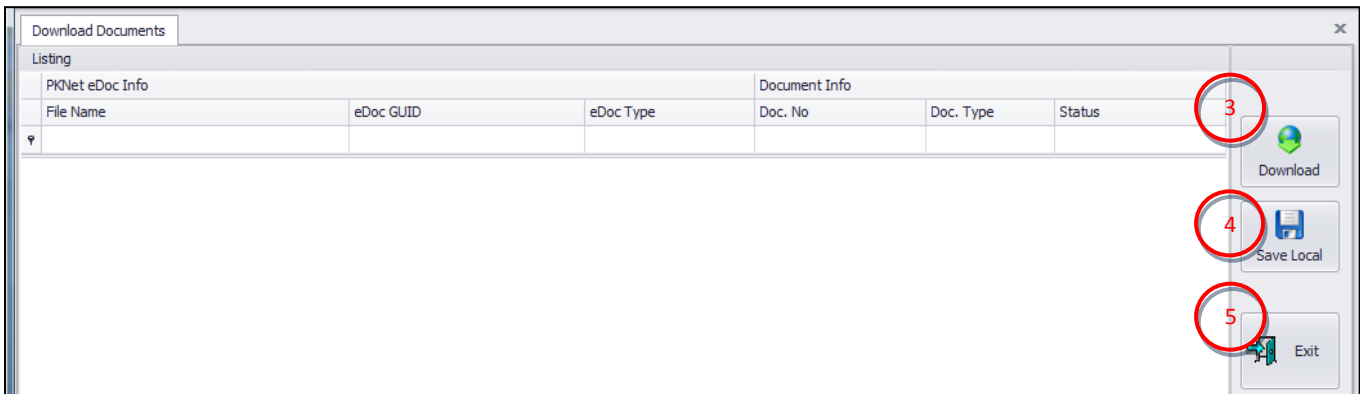 Download Documents
Listing
PKNet eDoc Info Document Info
File Name eDoc GUID eDoc Type Doc. No Doc. Type Status
3
Download
4
Save Local
5
Exit